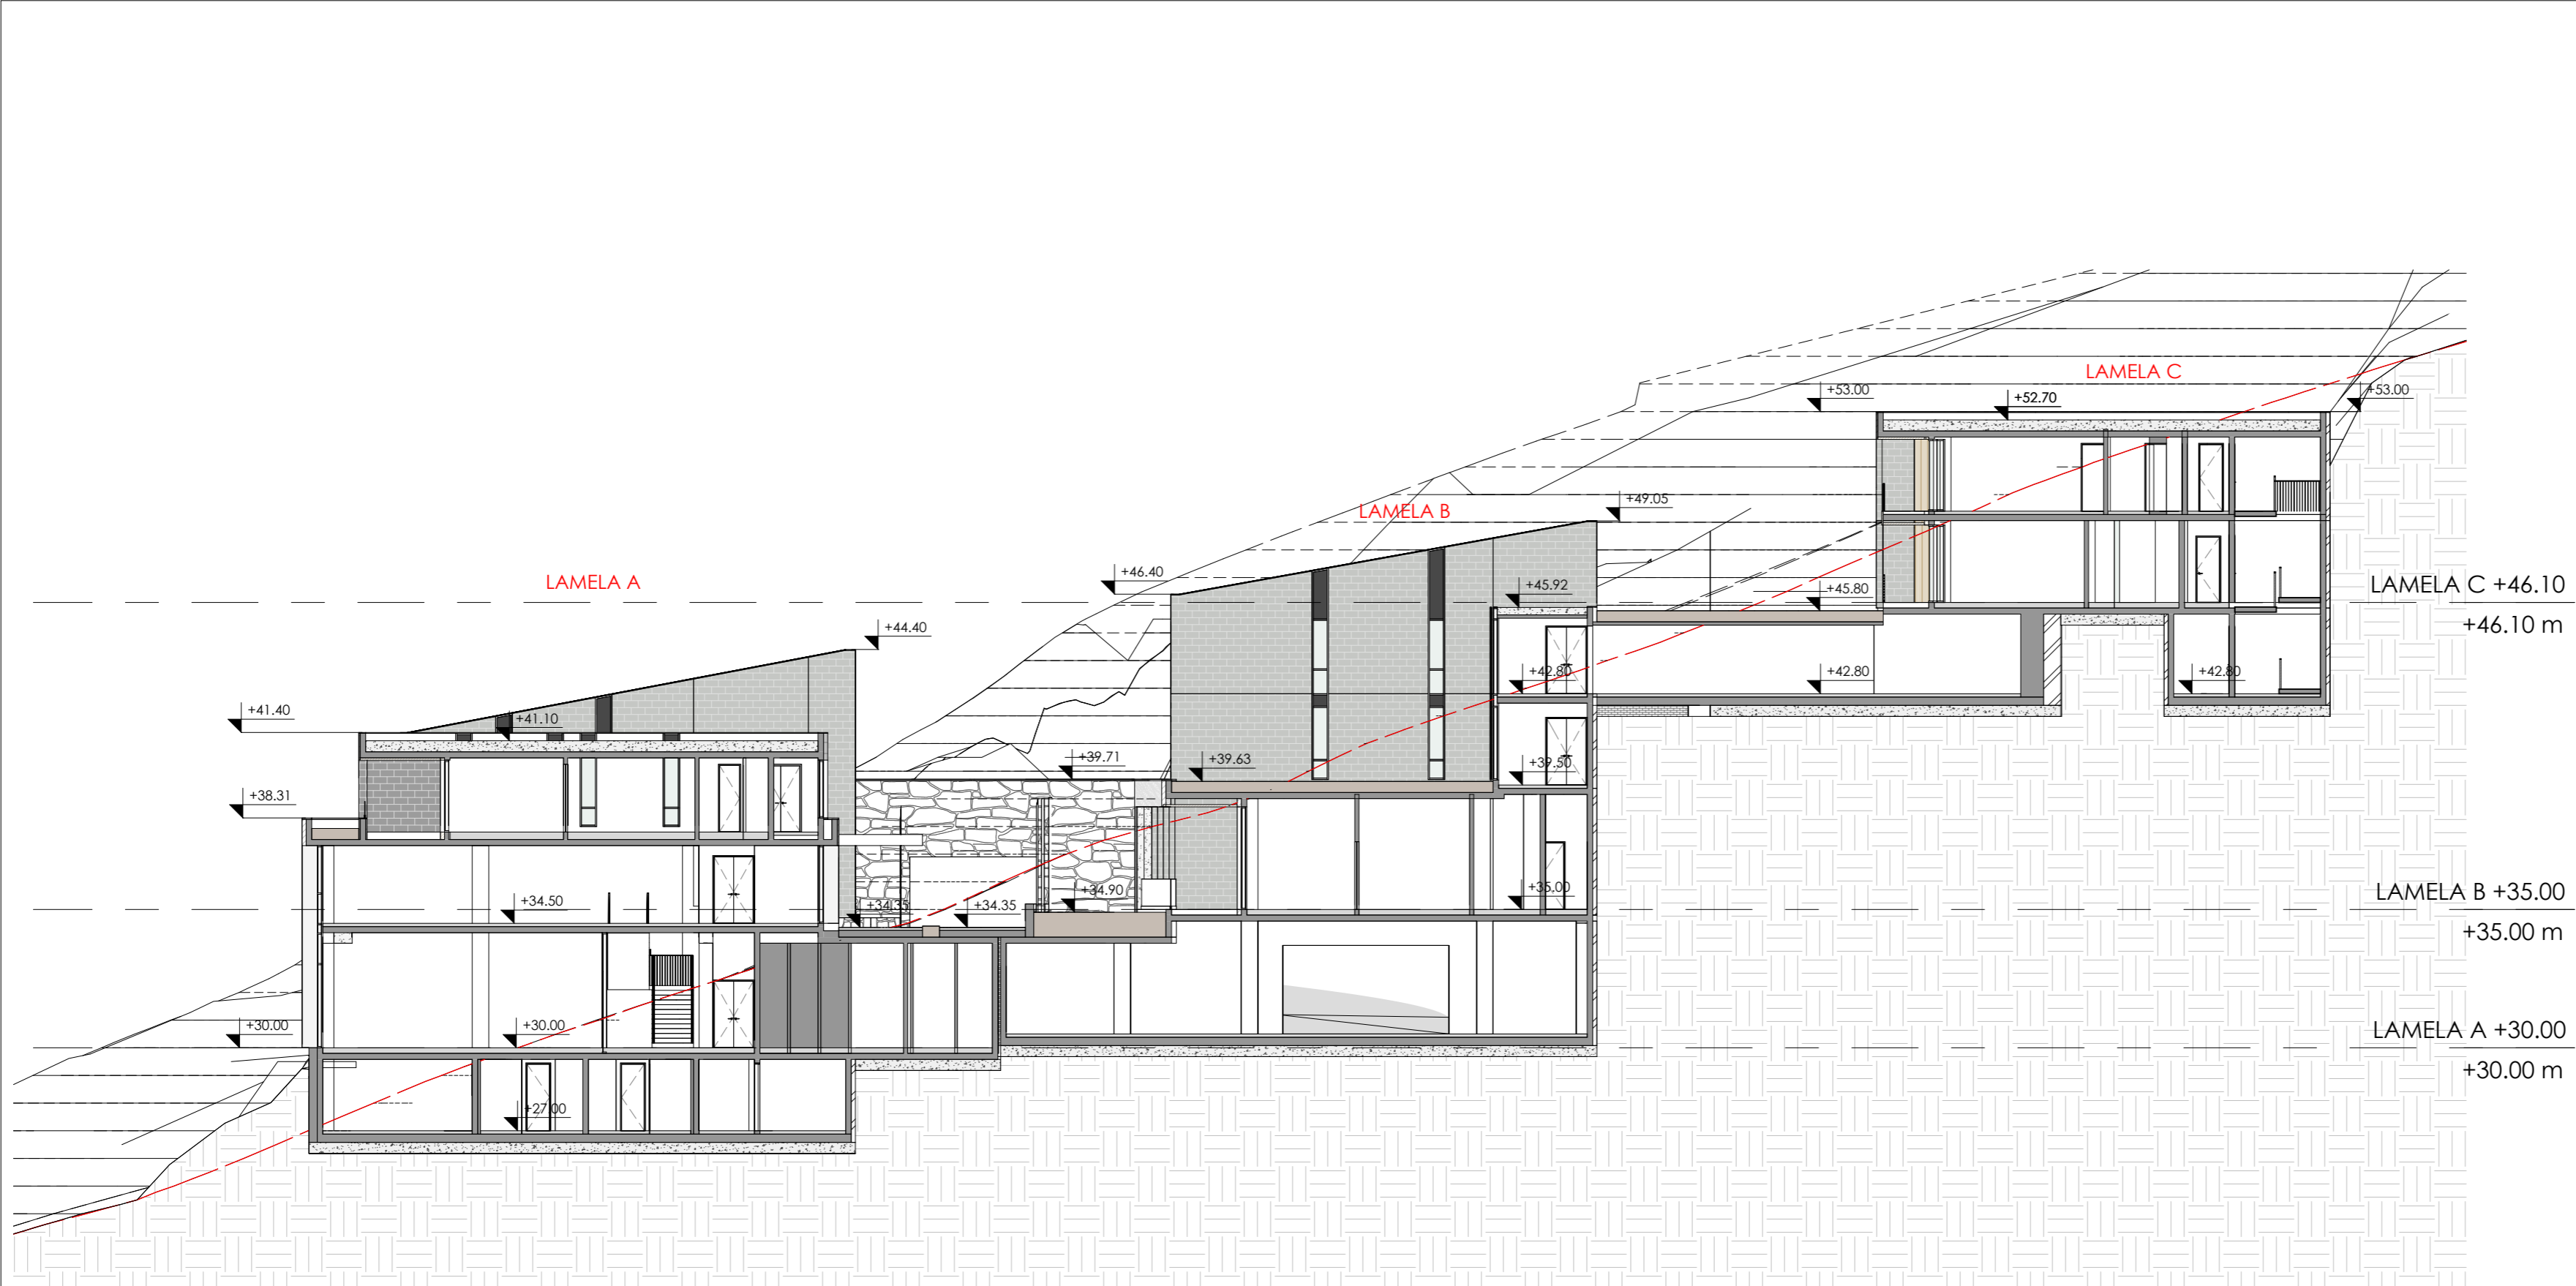 LAMELA C
+53.00
+52.70
+53.00
+49.05
LAMELA B
+46.40
LAMELA A
+45.92
+45.80
LAMELA C +46.10
+46.10 m
+44.40
+42.80
+42.80
+42.80
+41.40
+41.10
+39.71
+39.63
+39.50
+38.31
+34.50
+34.35
+34.35
+34.90
+35.00
LAMELA B +35.00
+35.00 m
+30.00
+30.00
LAMELA A +30.00
+30.00 m
+27.00